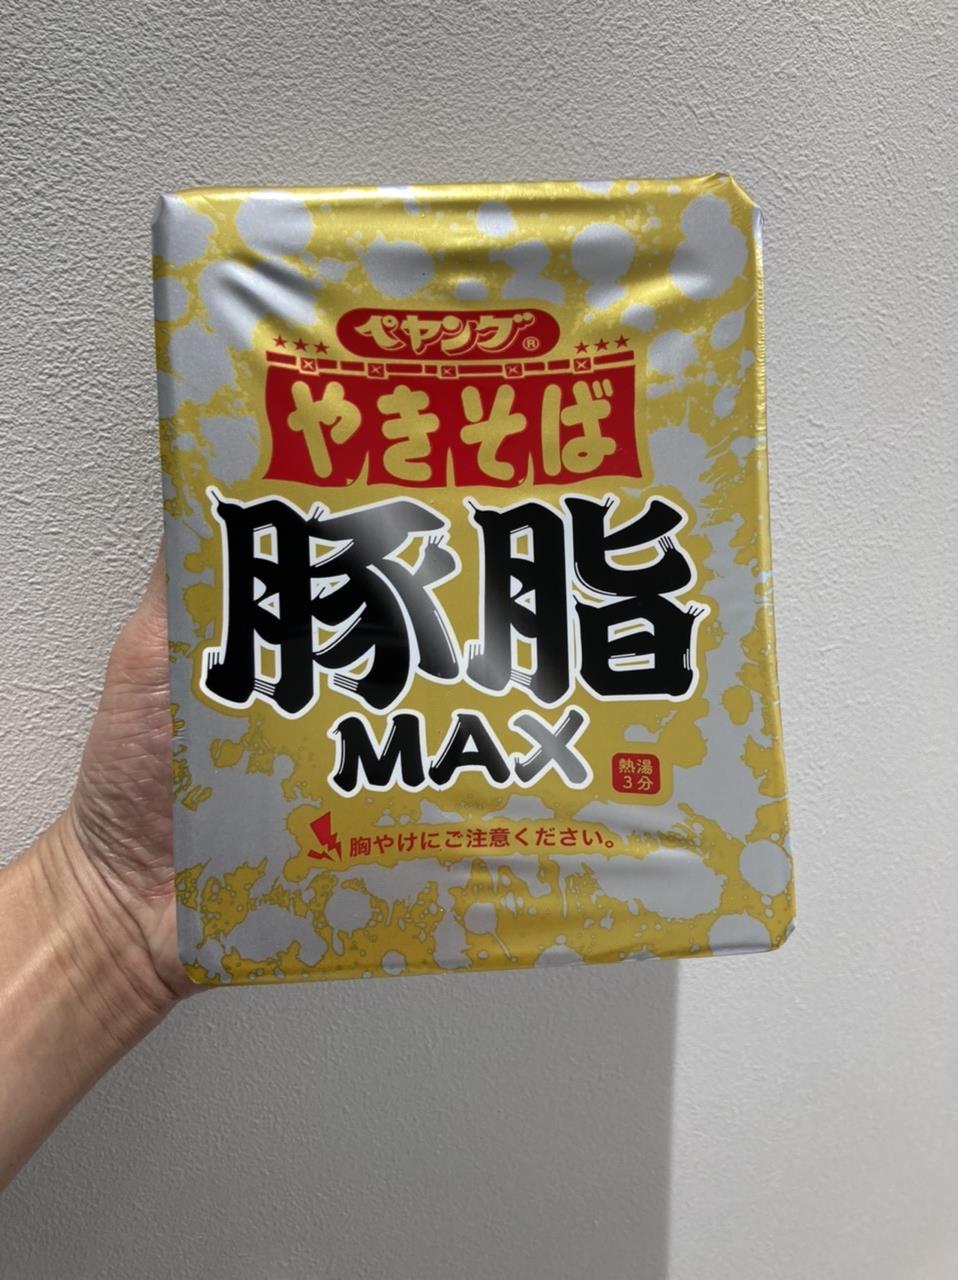 ペヤング®
やきそば
豚脂
MAX
熱湯
3分
胸やけにご注意ください。